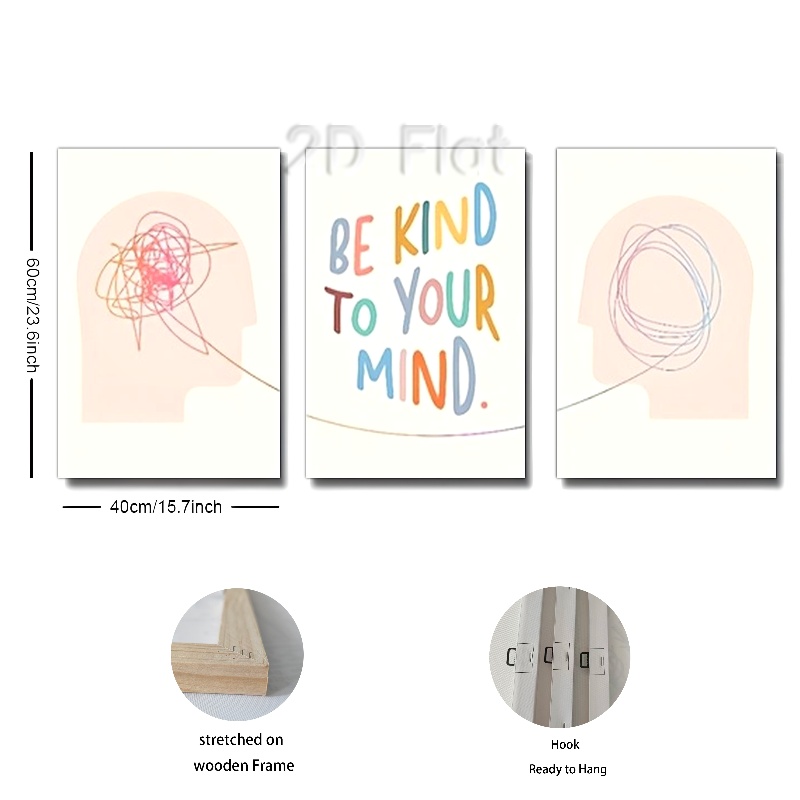 2D Flat
BE KIND
TO YOUR
MIND.
60cm/23.6inch
40cm/15.7inch
stretched on
wooden Frame
Hook
Ready to Hang